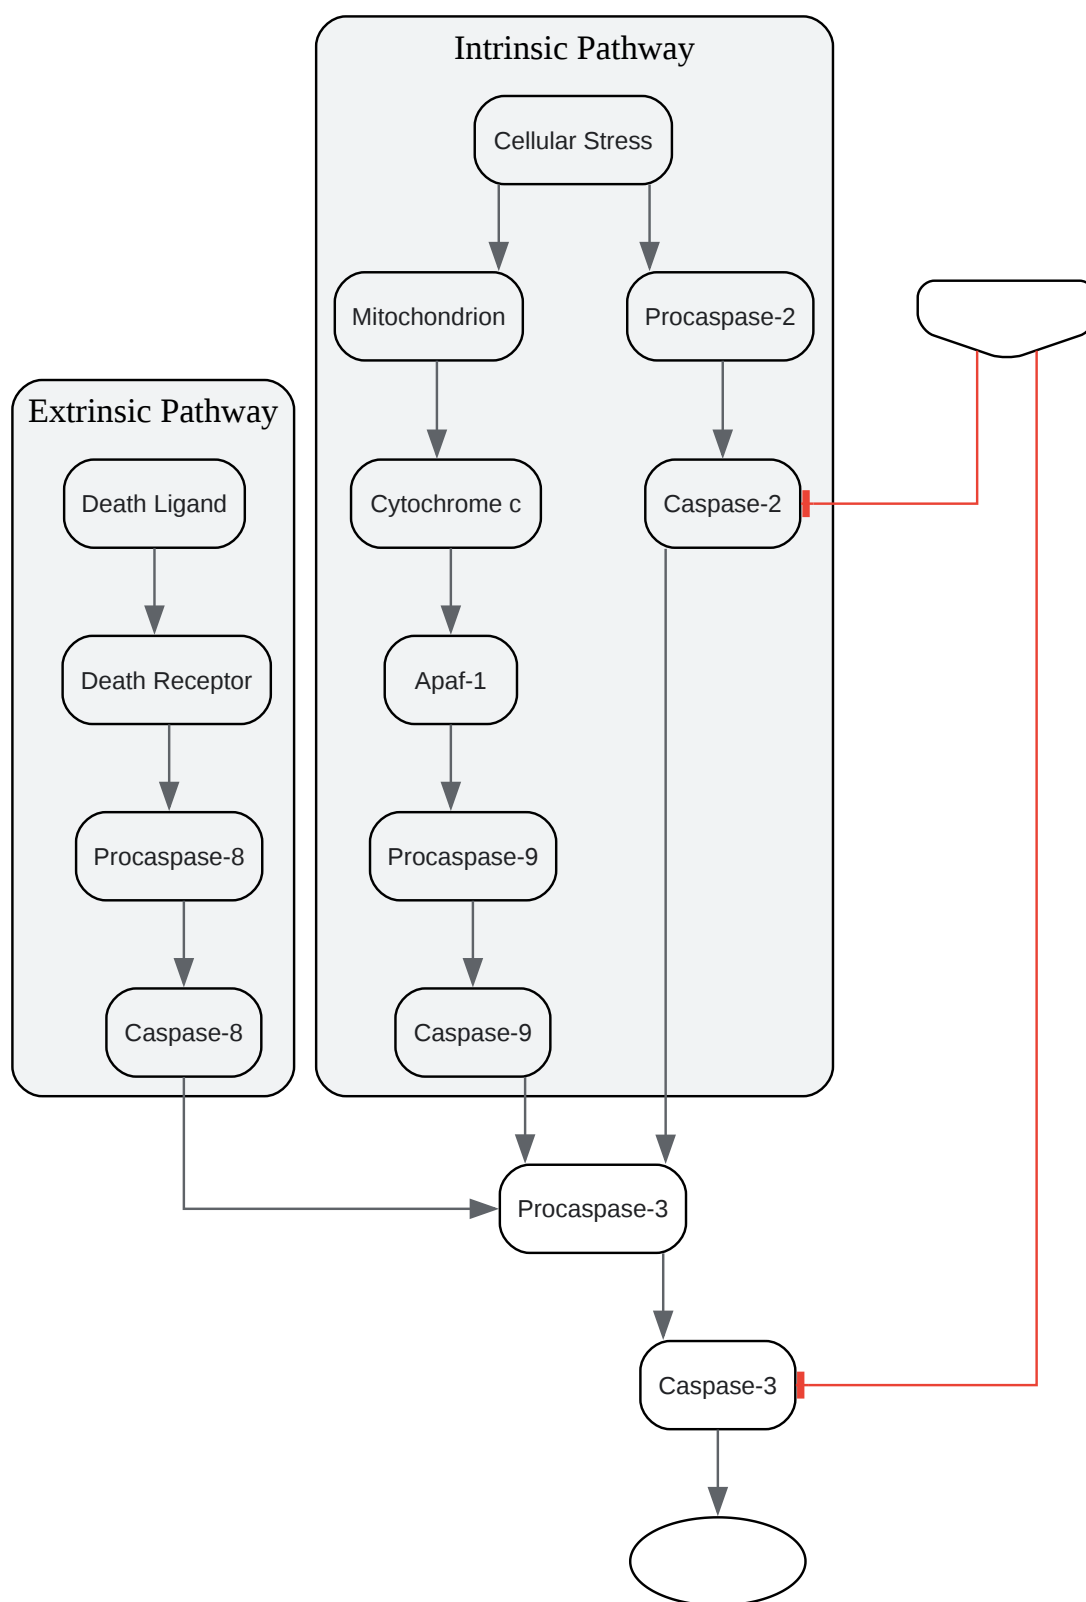 Intrinsic Pathway
Cellular Stress
Mitochondrion
Procaspase-2
Extrinsic Pathway
Death Ligand
Cytochrome c
Caspase-2
Death Receptor
Apaf-1
Procaspase-8
Procaspase-9
Caspase-8
Caspase-9
Procaspase-3
Caspase-3